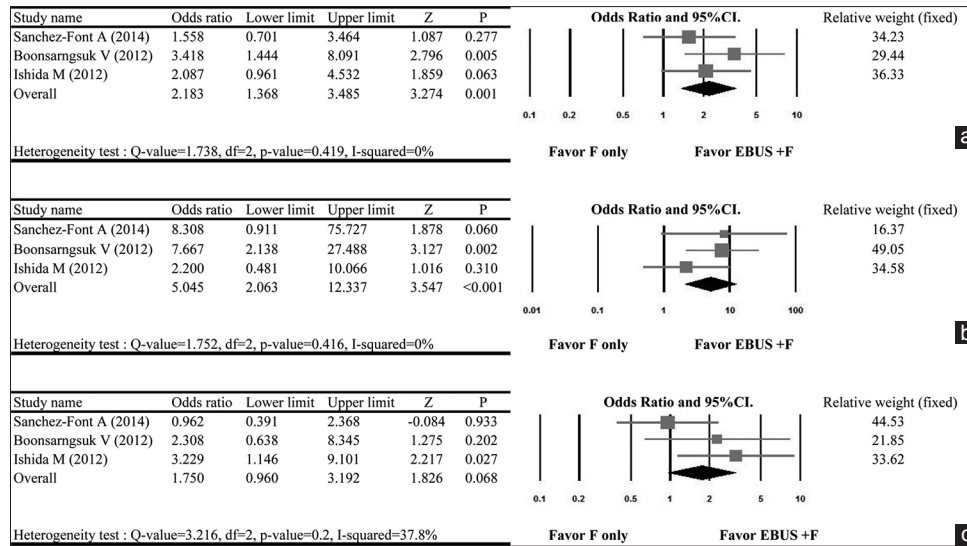 Study name Odds ratio Lower limit Upper limit Z P Odds Ratio and 95%CI. Relative weight (fixed)
Sanchez-Font A (2014) 1.558 0.701 3.464 1.087 0.277 34.23
Boonsarngsuk V (2012) 3.418 1.444 8.091 2.796 0.005 29.44
Ishida M (2012) 2.087 0.961 4.532 1.859 0.063 36.33
Overall 2.183 1.368 3.485 3.274 0.001
0.1 0.2 0.5 1 2 5 10
Heterogeneity test : Q-value=1.738, df=2, p-value=0.419, I-squared=0% Favor F only Favor EBUS +F
a
Study name Odds ratio Lower limit Upper limit Z P Odds Ratio and 95%CI. Relative weight (fixed)
Sanchez-Font A (2014) 8.308 0.911 75.727 1.878 0.060 16.37
Boonsarngsuk V (2012) 7.667 2.138 27.488 3.127 0.002 49.05
Ishida M (2012) 2.200 0.481 10.066 1.016 0.310 34.58
Overall 5.045 2.063 12.337 3.547 <0.001
0.01 0.1 1 10 100
Heterogeneity test : Q-value=1.752, df=2, p-value=0.416, I-squared=0% Favor F only Favor EBUS +F
b
Study name Odds ratio Lower limit Upper limit Z P Odds Ratio and 95%CI. Relative weight (fixed)
Sanchez-Font A (2014) 0.962 0.391 2.368 -0.084 0.933 44.53
Boonsarngsuk V (2012) 2.308 0.638 8.345 1.275 0.202 21.85
Ishida M (2012) 3.229 1.146 9.101 2.217 0.027 33.62
Overall 1.750 0.960 3.192 1.826 0.068
0.1 0.2 0.5 1 2 5 10
Heterogeneity test : Q-value=3.216, df=2, p-value=0.2, I-squared=37.8% Favor F only Favor EBUS +F